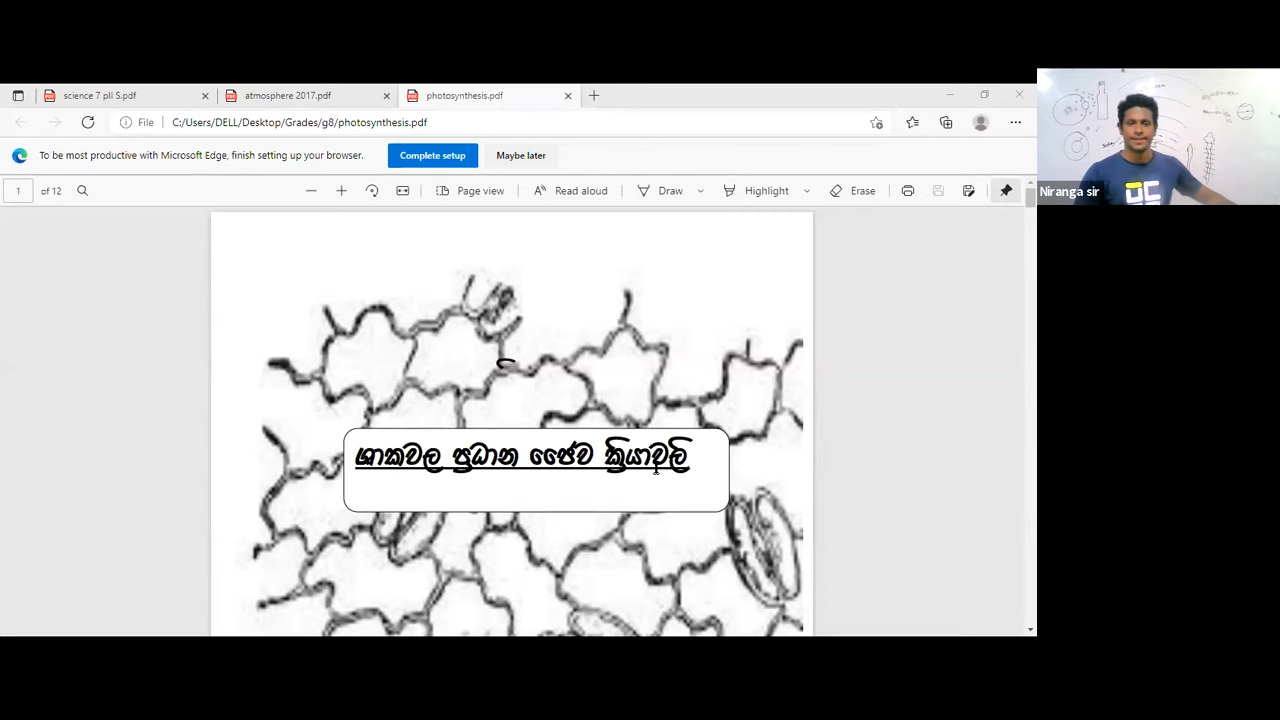 science 7 pll S.pdf
atmosphere 2017.pdf
photosynthesis.pdf
File
C:/Users/DELL/Desktop/Grades/g8/photosynthesis.pdf
To be most productive with Microsoft Edge, finish setting up your browser.
Complete setup
Maybe later
1 of 12
Page view
Read aloud
Draw
Highlight
Erase
Niranga sir
ශාකවල ප්‍රධාන ජෛව ක්‍රියාවලි